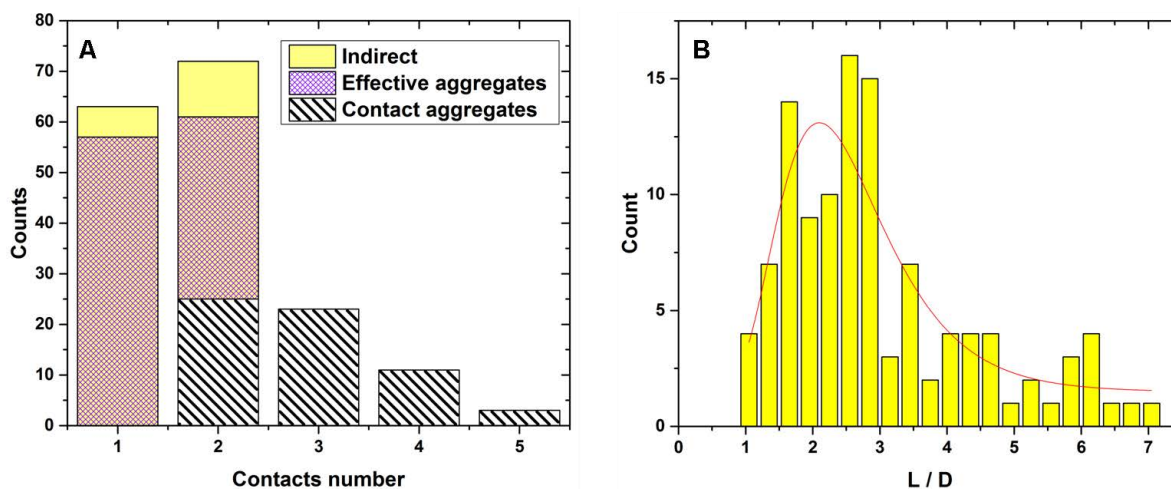 A
Indirect
Effective aggregates
Contact aggregates
80
70
60
50
40
30
20
10
0
Counts
1 2 3 4 5
Contacts number
B
15
10
5
0
Count
0 1 2 3 4 5 6 7
L / D